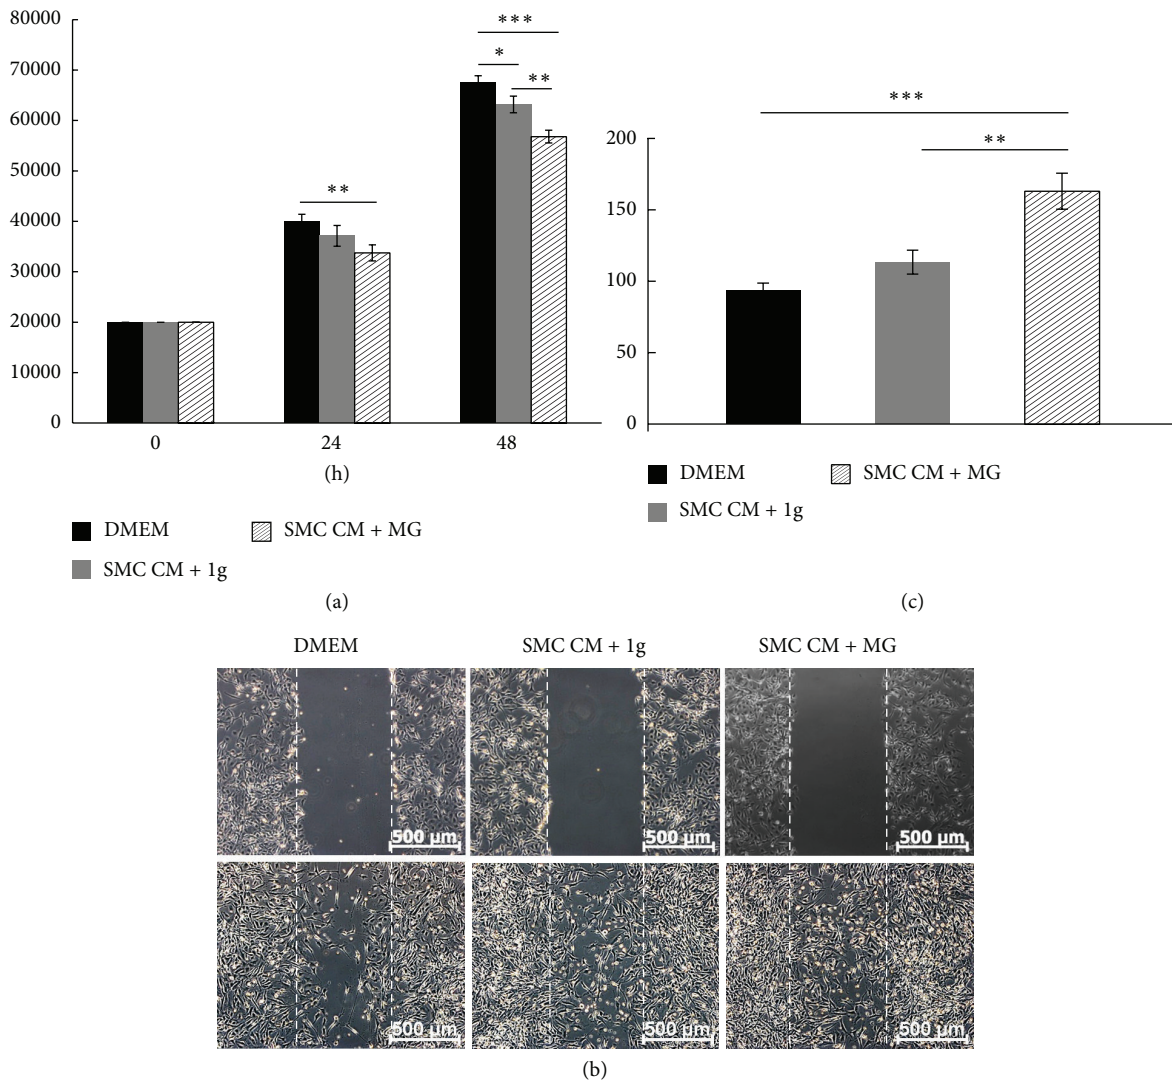 80000
70000
60000
50000
40000
30000
20000
10000
0
***
*
**
**
0
24
48
(h)
DMEM
SMC CM + MG
SMC CM + 1g
(a)
***
**
200
150
100
50
0
DMEM
SMC CM + MG
SMC CM + 1g
(c)
DMEM
SMC CM + 1g
SMC CM + MG
500 µm
500 µm
500 µm
500 µm
500 µm
500 µm
(b)